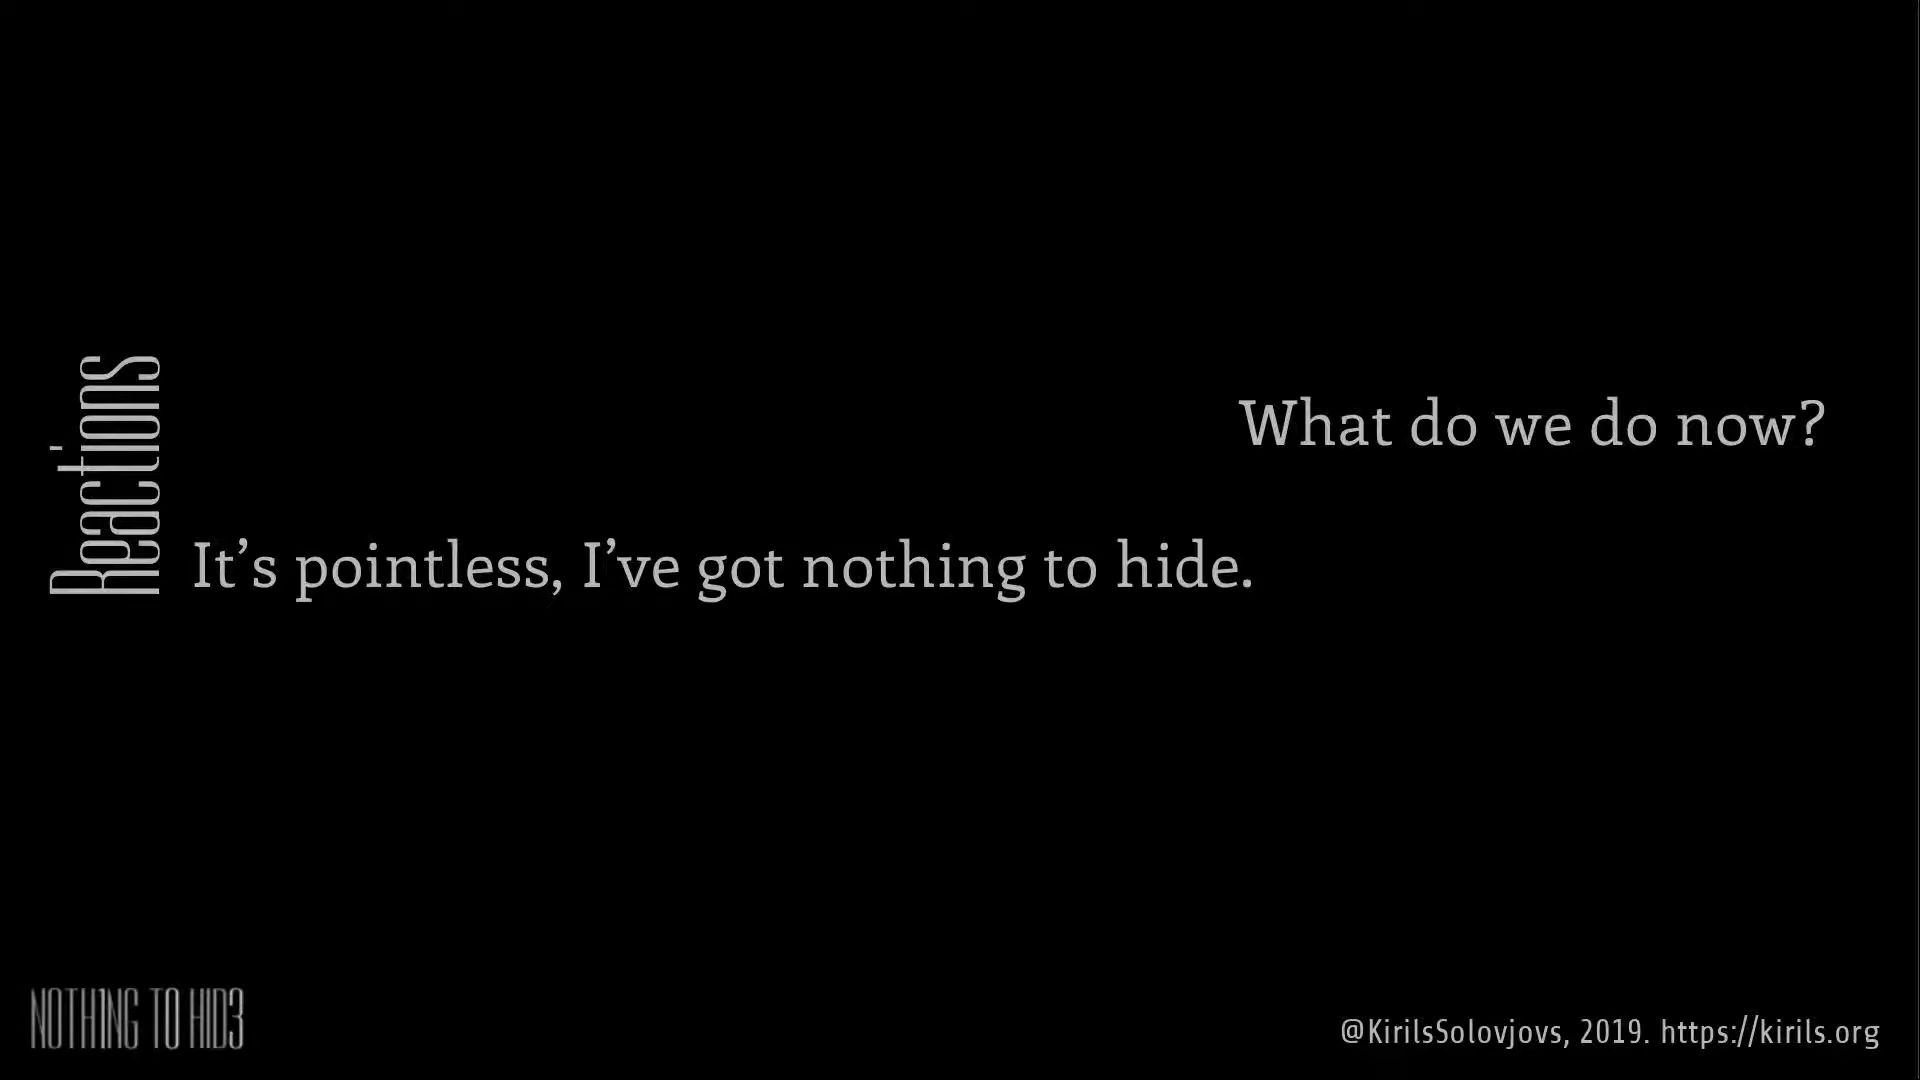 Reactions
What do we do now?
It’s pointless, I’ve got nothing to hide.
NOTH1NG TO HID3
@KirilsSolovjovs, 2019. https://kirils.org